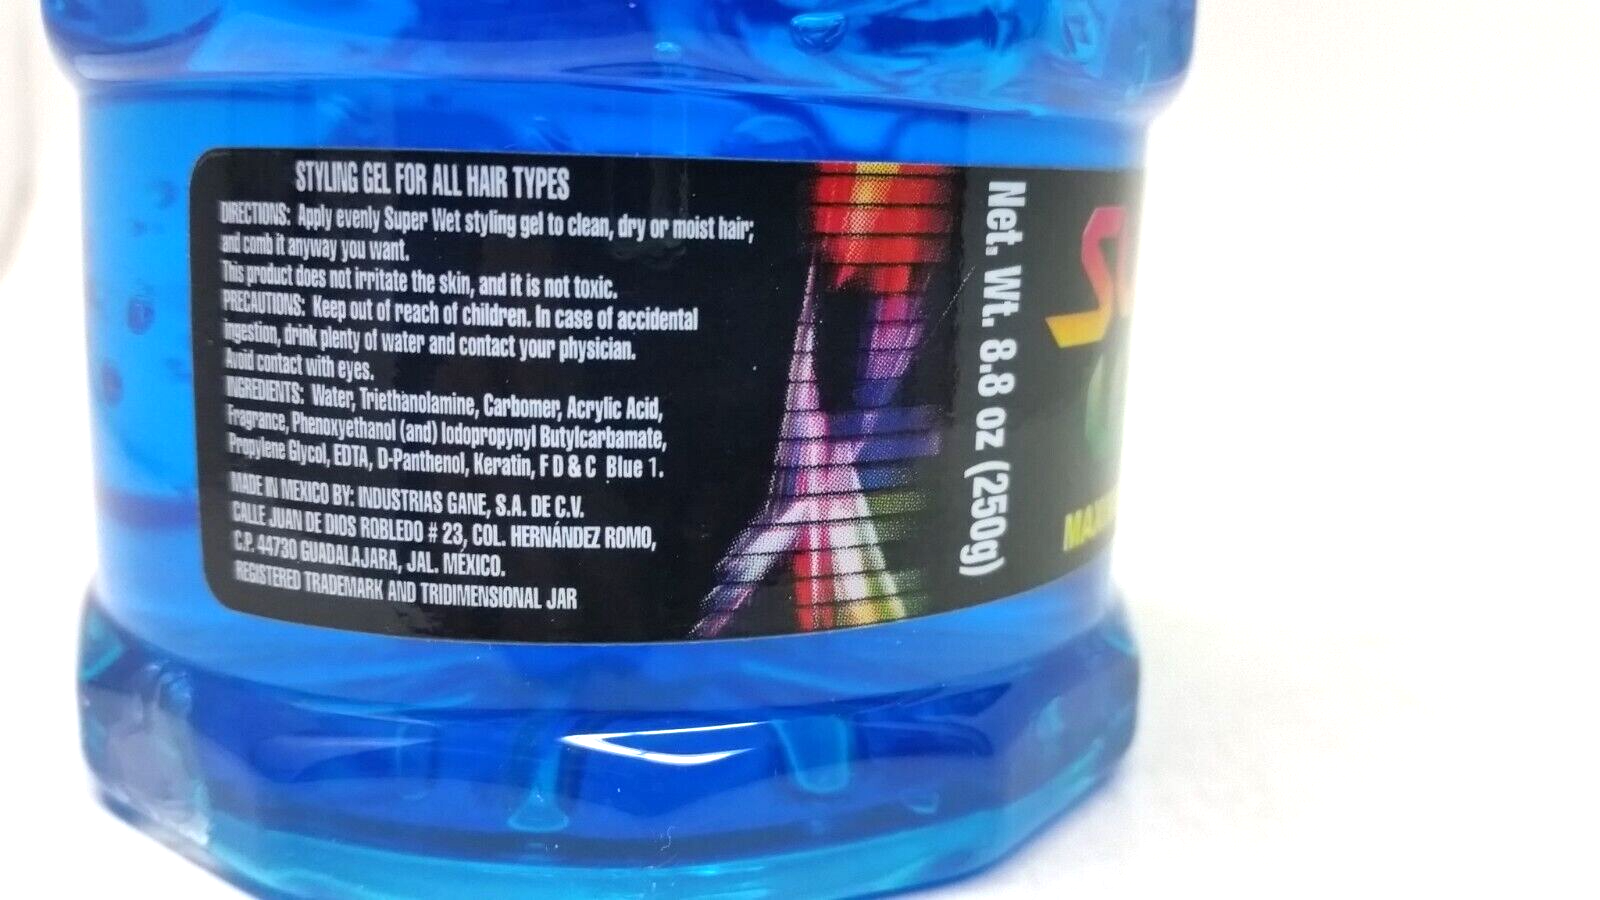 STYLING GEL FOR ALL HAIR TYPES
DIRECTIONS: Apply evenly Super Wet styling gel to clean, dry or moist hair;
and comb it anyway you want.
This product does not irritate the skin, and it is not toxic.
PRECAUTIONS: Keep out of reach of children. In case of accidental
ingestion, drink plenty of water and contact your physician.
Avoid contact with eyes.
INGREDIENTS: Water, Triethanolamine, Carbomer, Acrylic Acid,
Fragrance, Phenoxyethanol (and) Iodopropynyl Butylcarbamate,
Propylene Glycol, EDTA, D-Panthenol, Keratin, F D & C Blue 1.
MADE IN MEXICO BY: INDUSTRIAS GANE, S.A. DE C.V.
CALLE JUAN DE DIOS ROBLEDO # 23, COL. HERNÁNDEZ ROMO,
C.P. 44730 GUADALAJARA, JAL. MÉXICO.
REGISTERED TRADEMARK AND TRIDIMENSIONAL JAR
Net. Wt. 8.8 oz (250g)